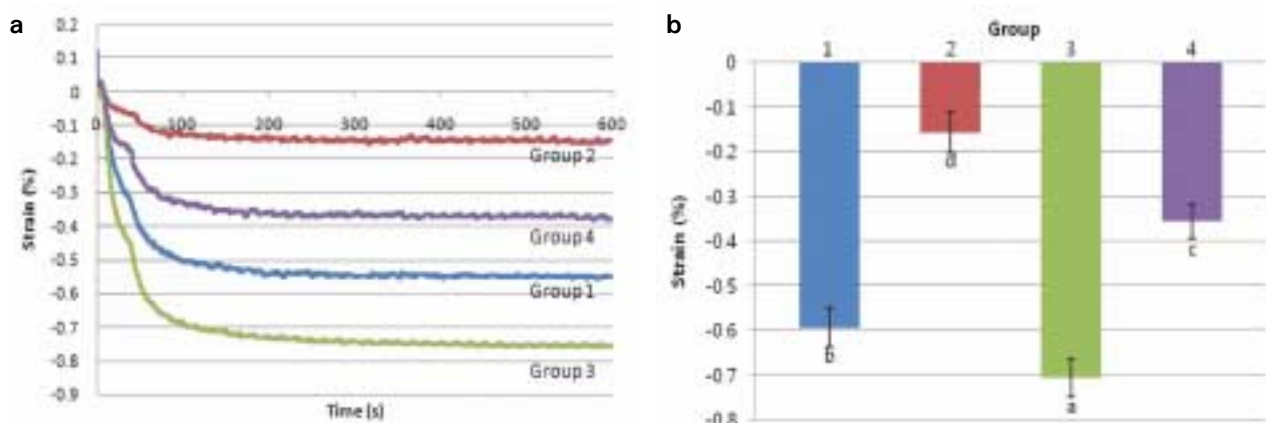 a
0.2
0.1
0
-0.1
-0.2
-0.3
-0.4
-0.5
-0.6
-0.7
-0.8
-0.9
Strain (%)
0 100 200 300 400 500 600
Group 2
Group 4
Group 1
Group 3
Time (s)
b
Group
1 2 3 4
0
-0.1
-0.2
-0.3
-0.4
-0.5
-0.6
-0.7
-0.8
Strain (%)
b
d
a
c